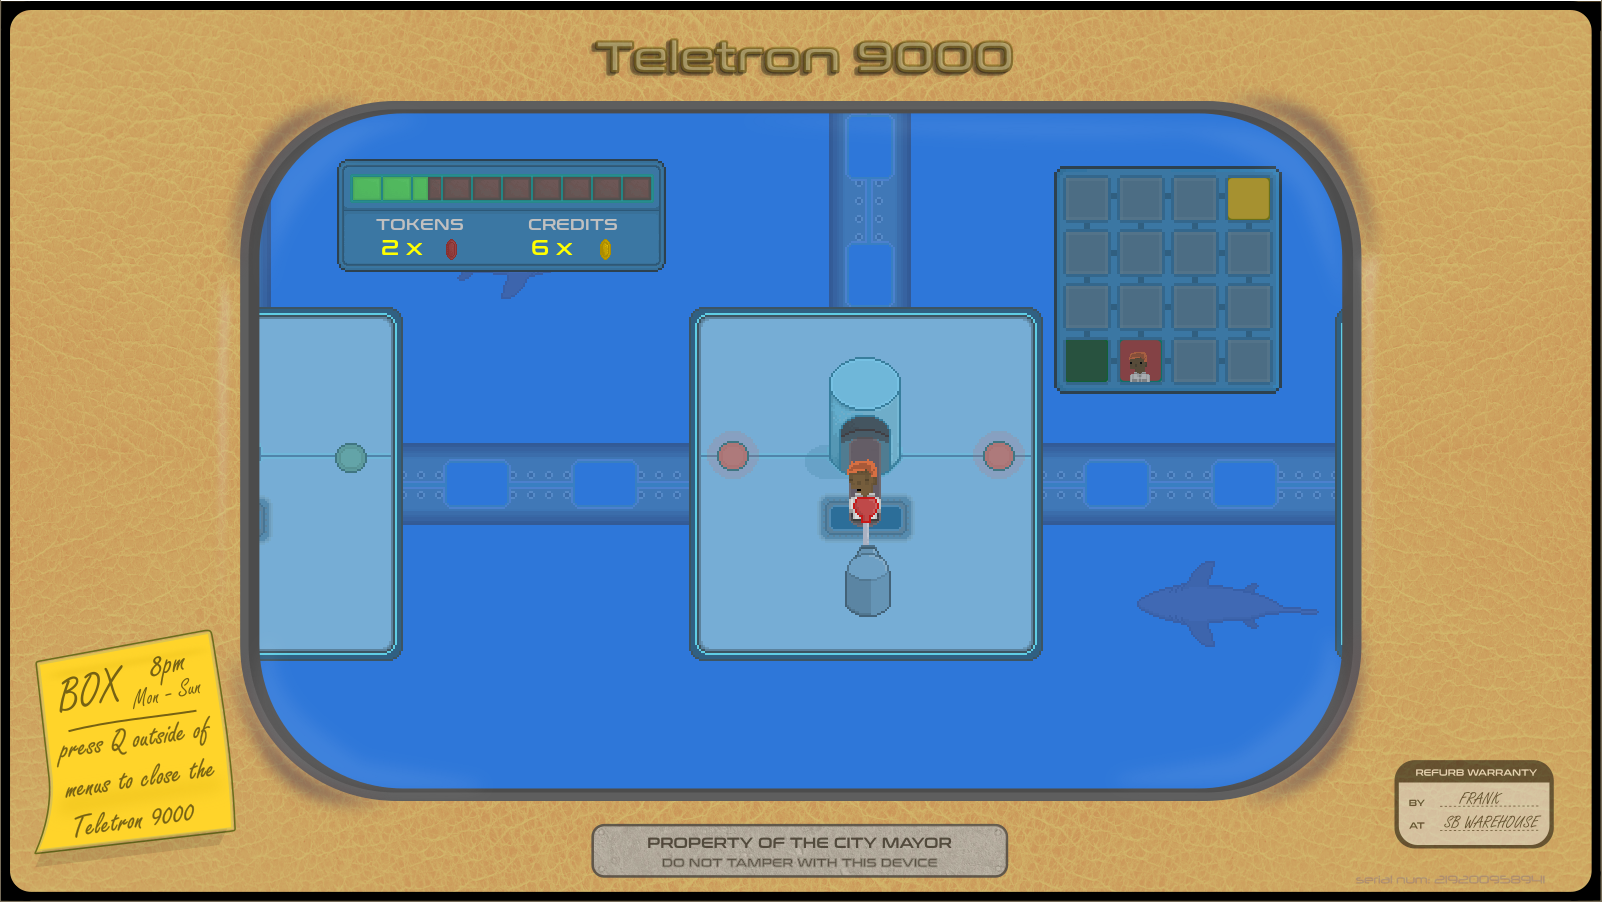 Teletron 9000
TOKENS
CREDITS
2 x
6 x
BOX
8pm
Mon - Sun
press Q outside of
menus to close the
Teletron 9000
PROPERTY OF THE CITY MAYOR
DO NOT TAMPER WITH THIS DEVICE
REFURB WARRANTY
BY FRANK
AT SB WAREHOUSE